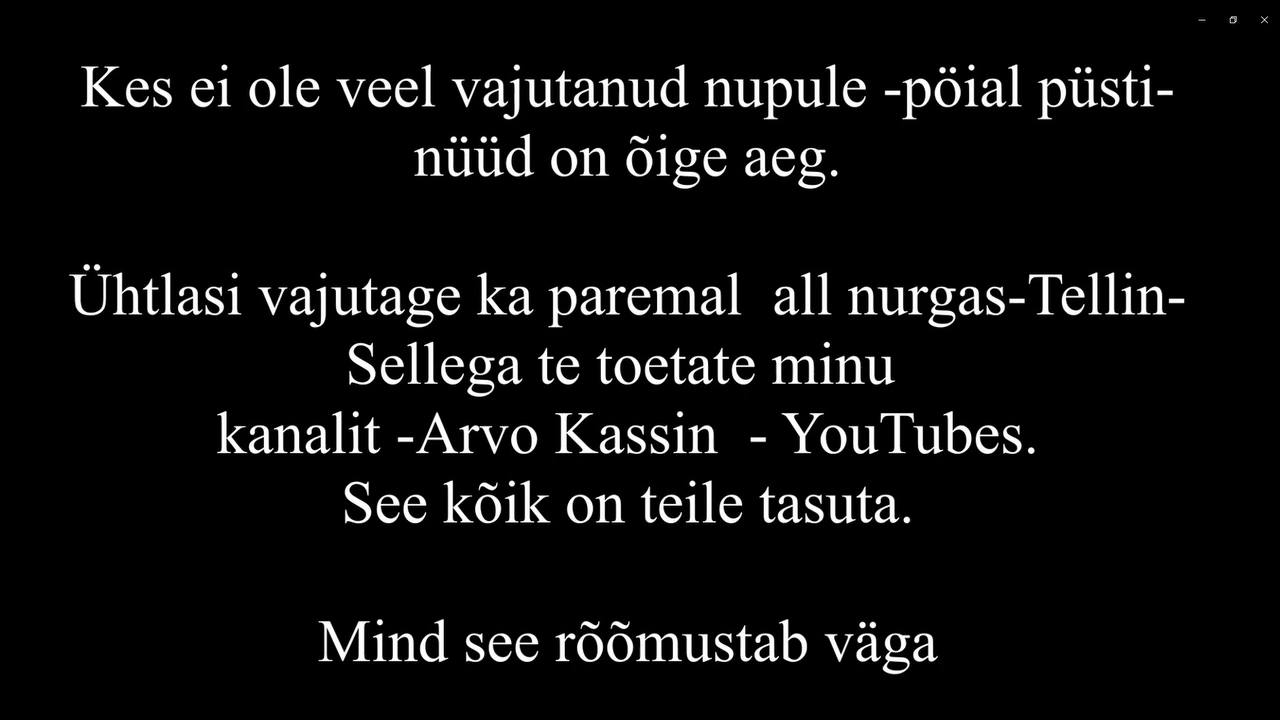 Kes ei ole veel vajutanud nupule -pöial püsti-
nüüd on õige aeg.
Ühtlasi vajutage ka paremal  all nurgas-Tellin-
Sellega te toetate minu
kanalit -Arvo Kassin  - YouTubes.
See kõik on teile tasuta.
Mind see rõõmustab väga